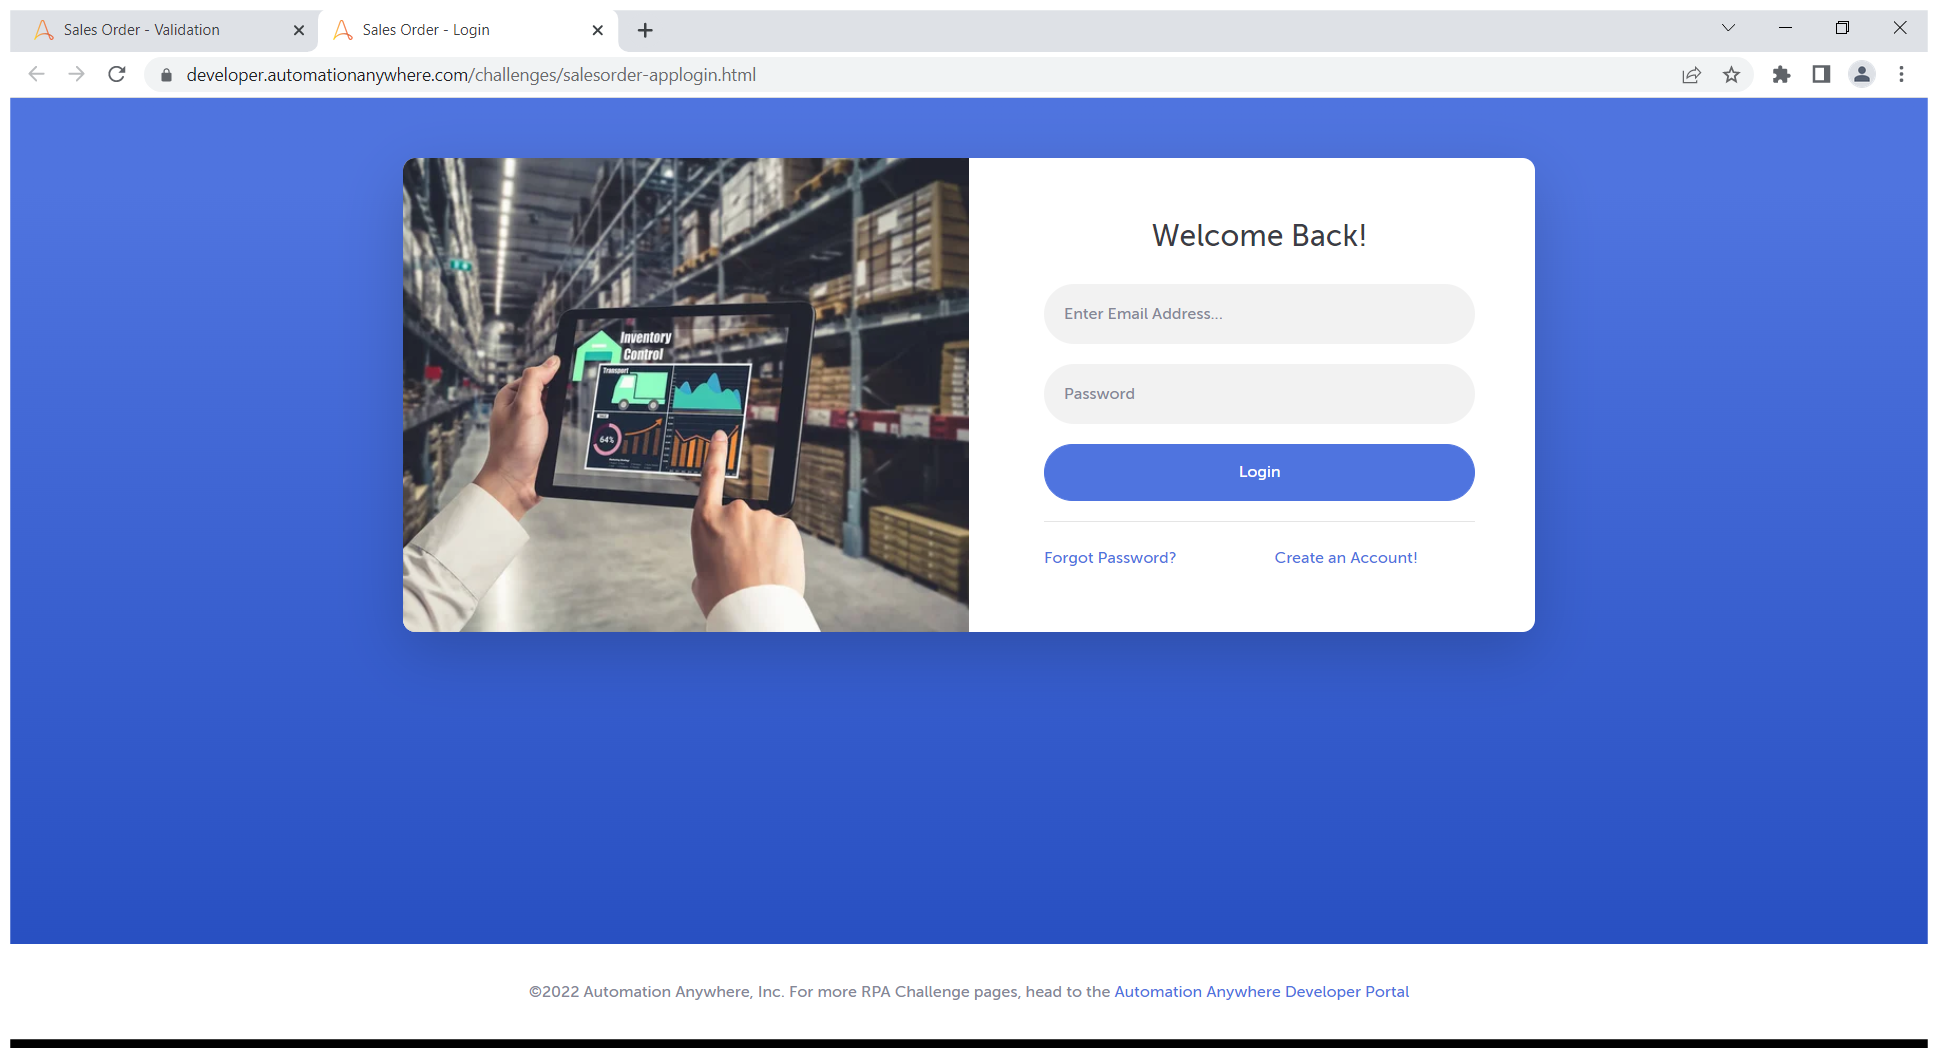 Sales Order - Validation
Sales Order - Login
developer.automationanywhere.com/challenges/salesorder-applogin.html
Inventory
Control
Transport
64%
Welcome Back!
Enter Email Address...
Password
Login
Forgot Password?
Create an Account!
©2022 Automation Anywhere, Inc. For more RPA Challenge pages, head to the Automation Anywhere Developer Portal